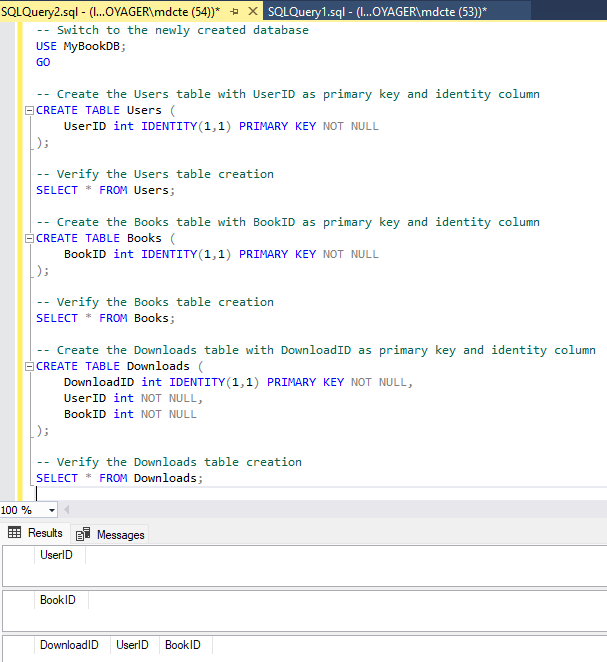 SQLQuery2.sql - (l...OYAGER\mdcte (54))* SQLQuery1.sql - (l...OYAGER\mdcte (53))*
-- Switch to the newly created database
USE MyBookDB;
GO
-- Create the Users table with UserID as primary key and identity column
CREATE TABLE Users (
UserID int IDENTITY(1,1) PRIMARY KEY NOT NULL
);
-- Verify the Users table creation
SELECT * FROM Users;
-- Create the Books table with BookID as primary key and identity column
CREATE TABLE Books (
BookID int IDENTITY(1,1) PRIMARY KEY NOT NULL
);
-- Verify the Books table creation
SELECT * FROM Books;
-- Create the Downloads table with DownloadID as primary key and identity column
CREATE TABLE Downloads (
DownloadID int IDENTITY(1,1) PRIMARY KEY NOT NULL,
UserID int NOT NULL,
BookID int NOT NULL
);
-- Verify the Downloads table creation
SELECT * FROM Downloads;
100 %
Results Messages
UserID
BookID
DownloadID UserID BookID